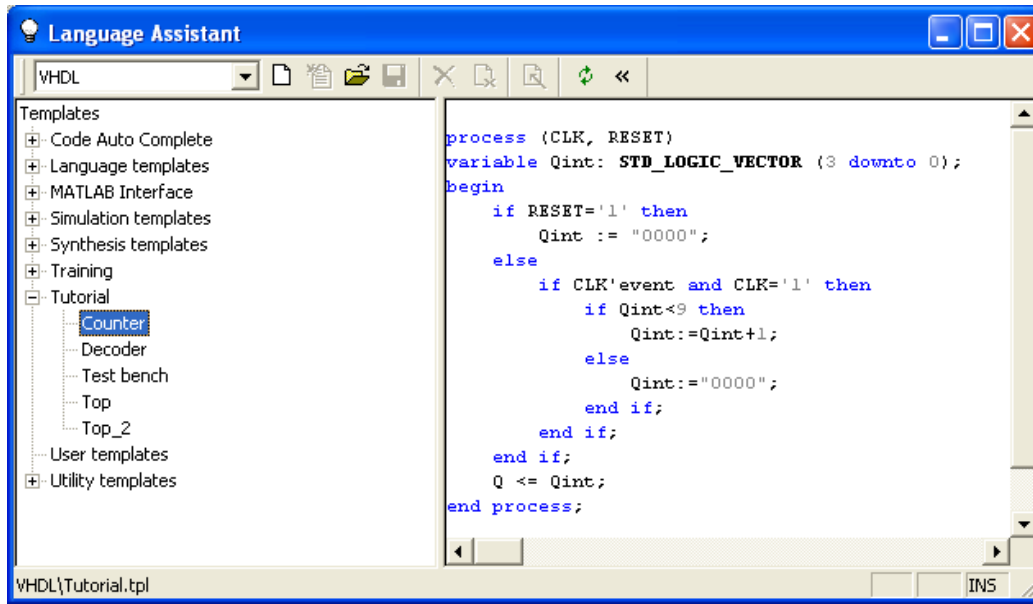 Language Assistant
VHDL
Templates
Code Auto Complete
Language templates
MATLAB Interface
Simulation templates
Synthesis templates
Training
Tutorial
Counter
Decoder
Test bench
Top
Top_2
User templates
Utility templates
process (CLK, RESET)
variable Qint: STD_LOGIC_VECTOR (3 downto 0);
begin
    if RESET='1' then
        Qint := "0000";
    else
        if CLK'event and CLK='1' then
            if Qint<9 then
                Qint:=Qint+1;
            else
                Qint:="0000";
            end if;
        end if;
    end if;
    Q <= Qint;
end process;
VHDL\Tutorial.tpl
INS